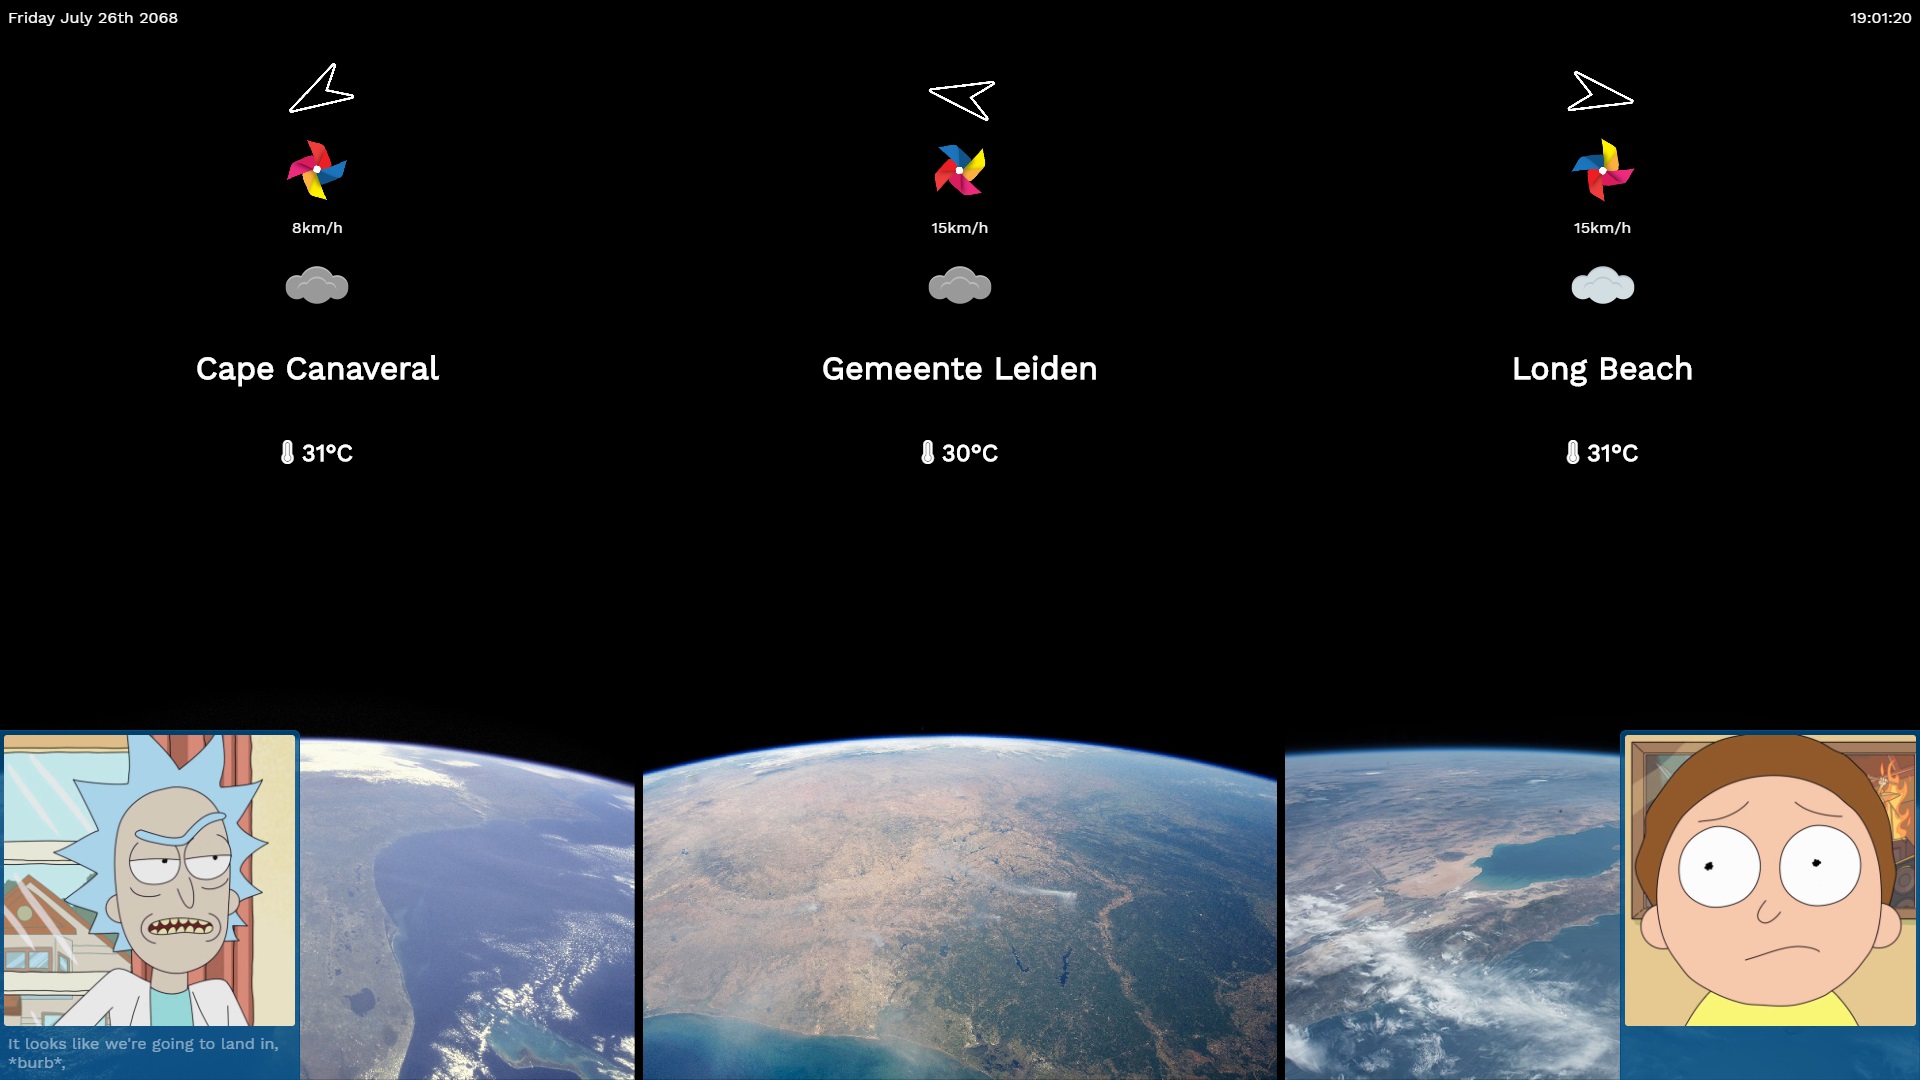 Friday July 26th 2068
19:01:20
8km/h
15km/h
15km/h
Cape Canaveral
Gemeente Leiden
Long Beach
31°C
30°C
31°C
It looks like we're going to land in,
*burb*,